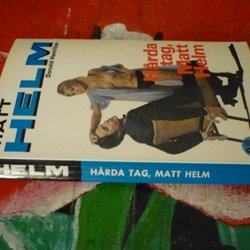 MATT
HELM
Donald Hamilton
Hårda
tag,
Matt
Helm
HELM
HÅRDA TAG, MATT HELM